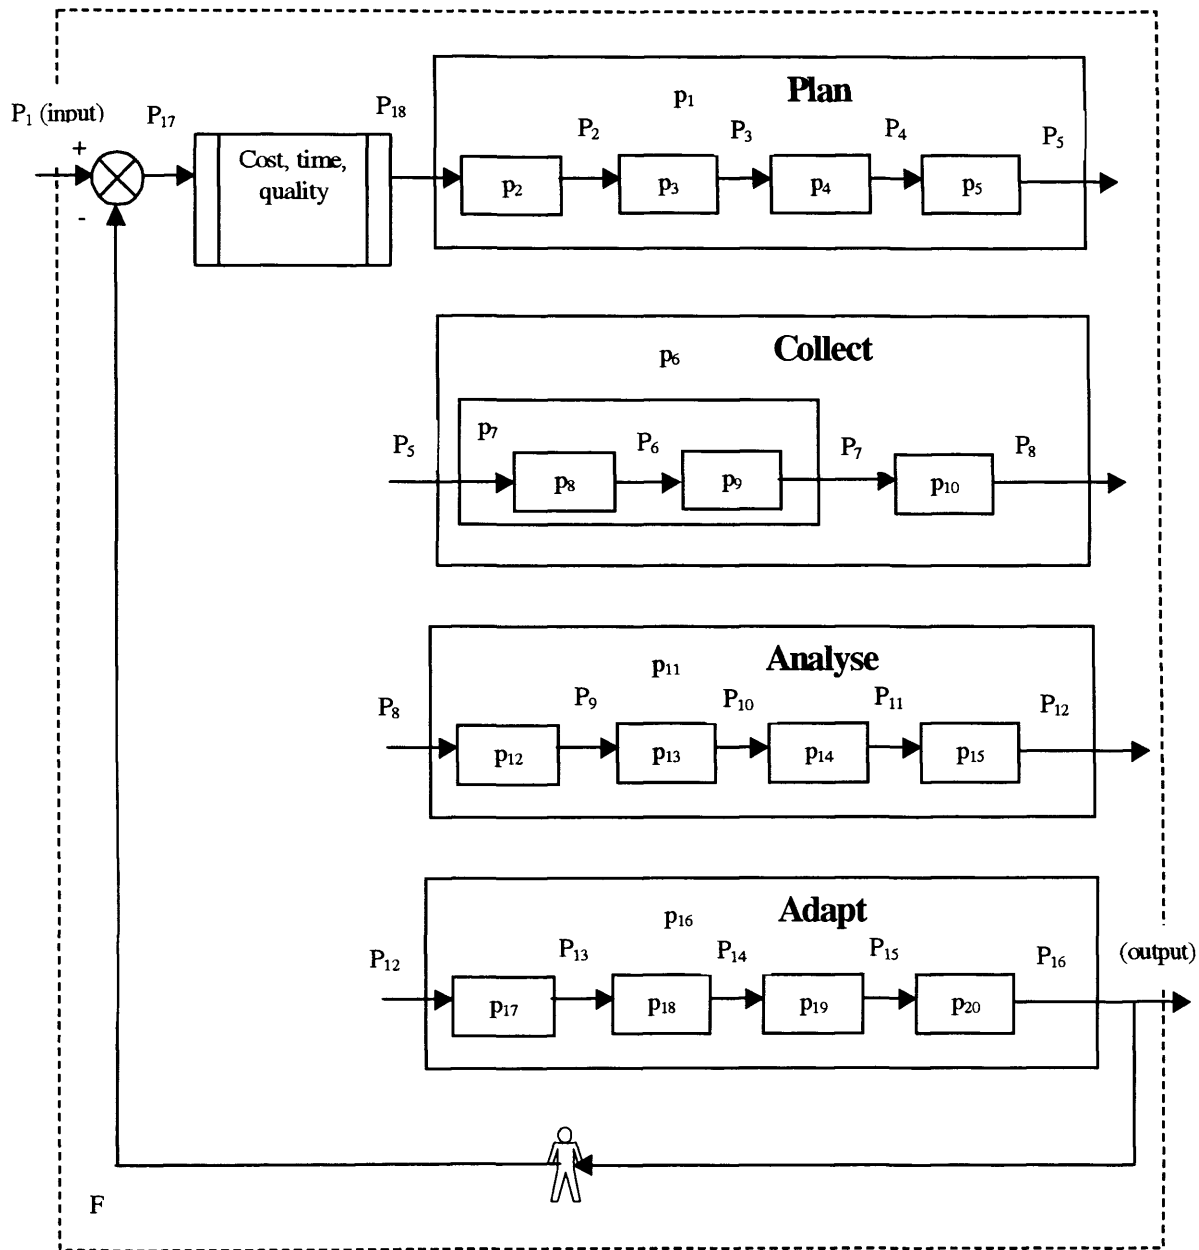 P₁ (input)
P₁₇
P₁₈
+
-
Cost, time,
quality
Plan
p₁
P₂
P₃
P₄
P₅
p₂
p₃
p₄
p₅
Collect
p₆
P₅
p₇
P₆
P₇
P₈
p₈
p₉
p₁₀
Analyse
p₁₁
P₈
P₉
P₁₀
P₁₁
P₁₂
p₁₂
p₁₃
p₁₄
p₁₅
Adapt
p₁₆
P₁₂
P₁₃
P₁₄
P₁₅
P₁₆
(output)
p₁₇
p₁₈
p₁₉
p₂₀
F